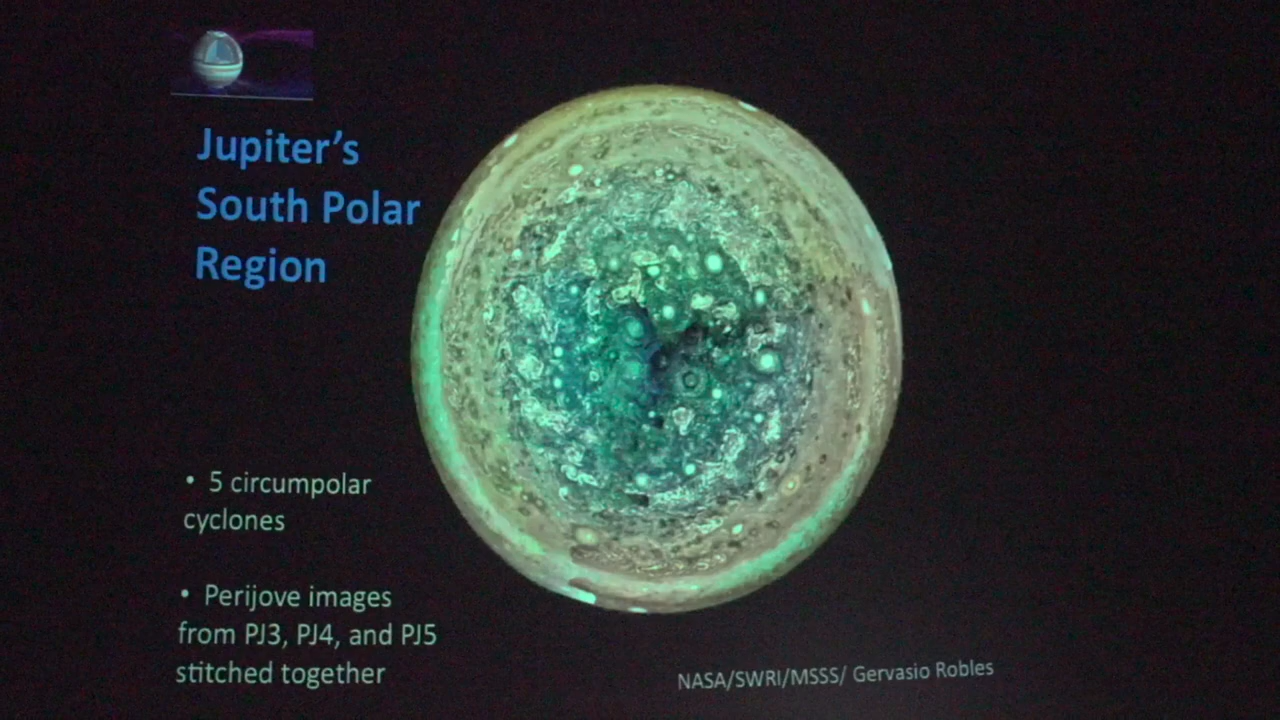 Jupiter’s
South Polar
Region
• 5 circumpolar
cyclones
• Perijove images
from PJ3, PJ4, and PJ5
stitched together
NASA/SWRI/MSSS/ Gervasio Robles